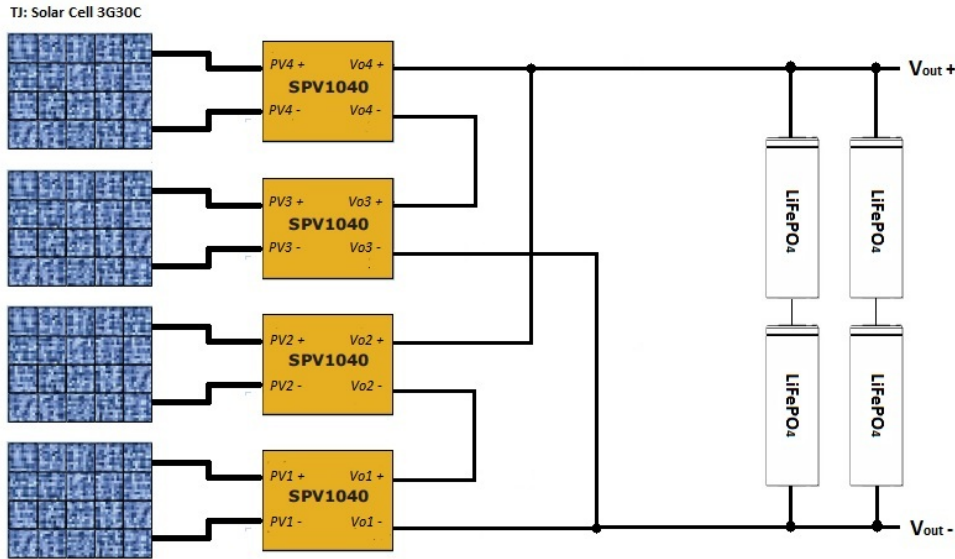 TJ: Solar Cell 3G30C
PV4 + Vo4 +
SPV1040
PV4 - Vo4 -
PV3 + Vo3 +
SPV1040
PV3 - Vo3 -
PV2 + Vo2 +
SPV1040
PV2 - Vo2 -
PV1 + Vo1 +
SPV1040
PV1 - Vo1 -
Vout +
LiFePO4
LiFePO4
LiFePO4
LiFePO4
Vout -